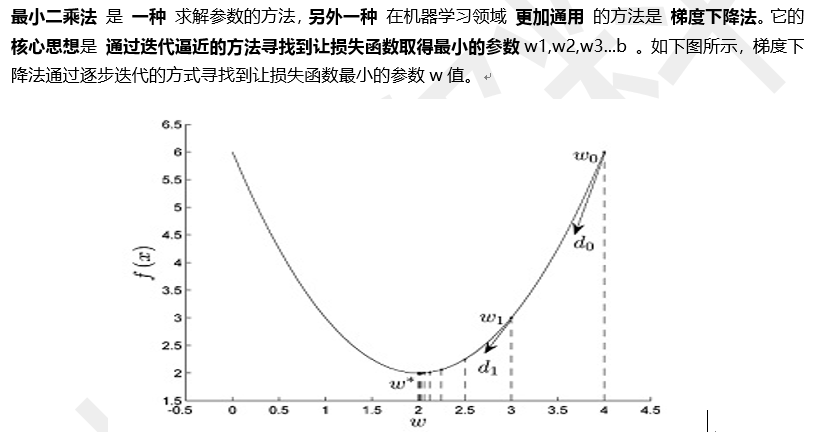 最小二乘法 是 一种 求解参数的方法，另外一种 在机器学习领域 更加通用 的方法是 梯度下降法。它的
核心思想是 通过迭代逼近的方法寻找到让损失函数取得最小的参数 w1,w2,w3...b 。如下图所示，梯度下
降法通过逐步迭代的方式寻找到让损失函数最小的参数 w 值。
6.5
6
5.5
5
4.5
4
3.5
3
2.5
2
1.5
f(x)
w0
d0
w1
d1
w*
-0.5 0 0.5 1 1.5 2 2.5 3 3.5 4 4.5
w